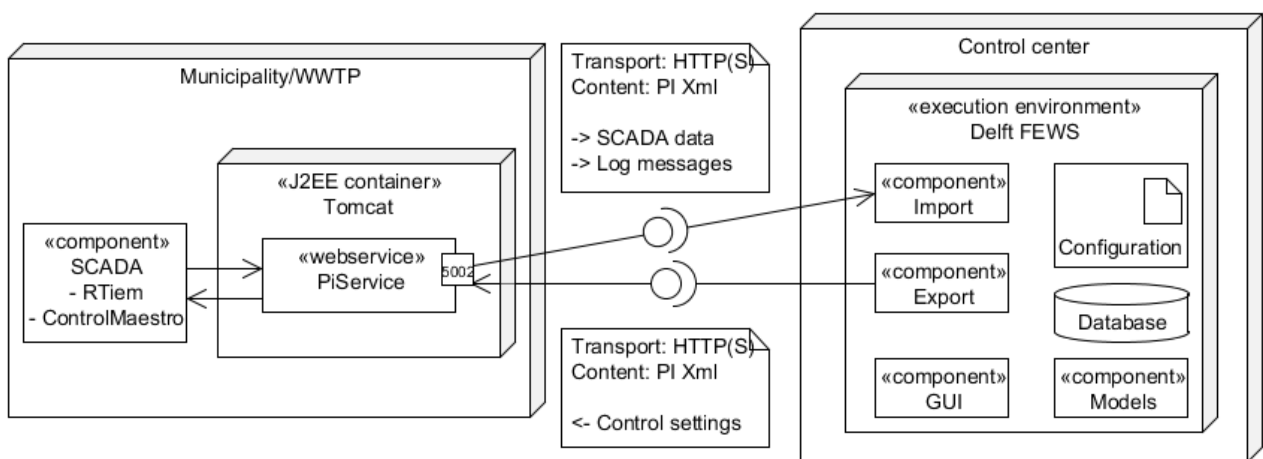 Municipality/WWTP
«J2EE container»
Tomcat
«component»
SCADA
- RTiem
- ControlMaestro
«webservice»
PiService
5002
Transport: HTTP(S)
Content: PI Xml
-> SCADA data
-> Log messages
Transport: HTTP(S)
Content: PI Xml
<- Control settings
Control center
«execution environment»
Delft FEWS
«component»
Import
Configuration
«component»
Export
Database
«component»
GUI
«component»
Models